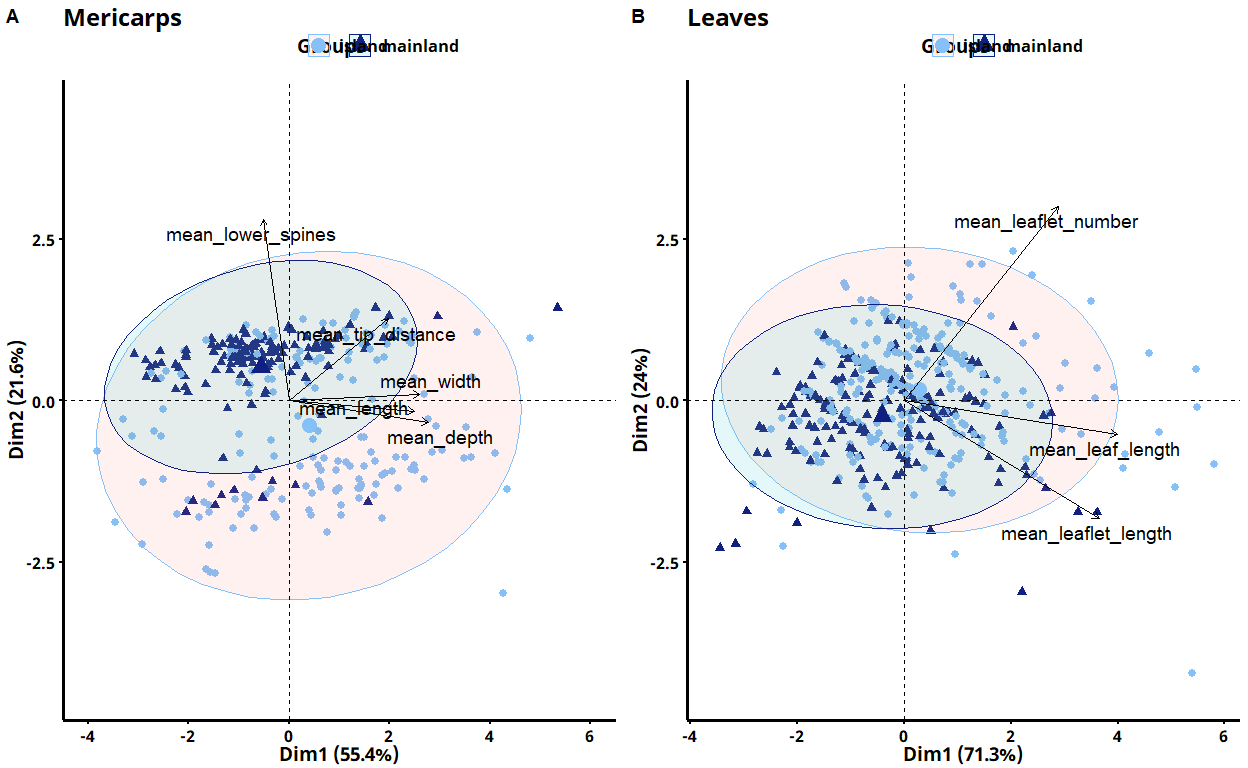 A
Mericarps
mainland
2.5
0.0
-2.5
Dim2 (21.6%)
mean_lower_spines
mean_tip_distance
mean_width
mean_length
mean_depth
-4
-2
0
2
4
6
Dim1 (55.4%)
B
Leaves
mainland
2.5
0.0
-2.5
Dim2 (24%)
mean_leaflet_number
mean_leaf_length
mean_leaflet_length
-4
-2
0
2
4
6
Dim1 (71.3%)